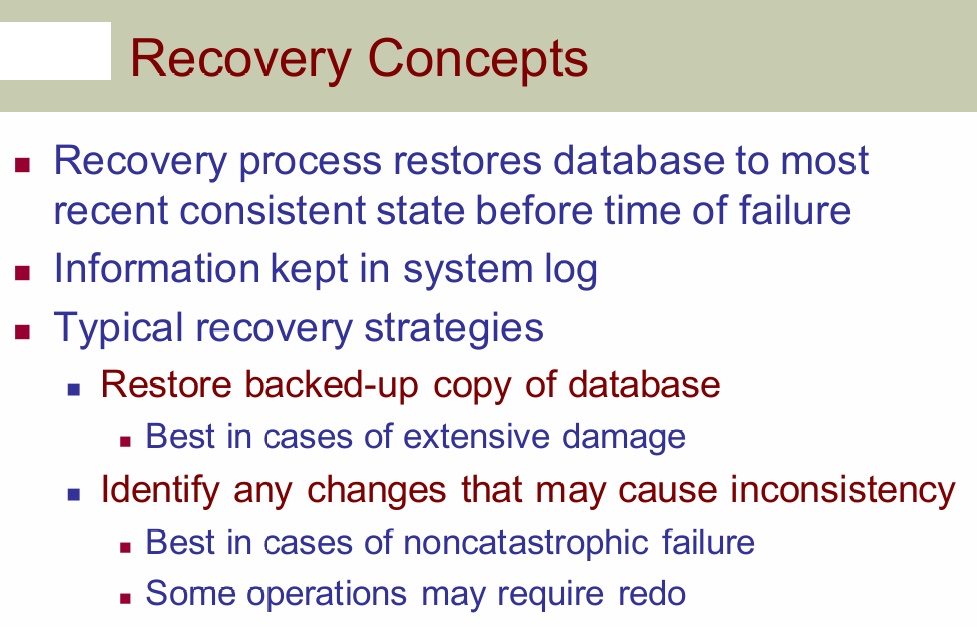 Recovery Concepts
Recovery process restores database to most
recent consistent state before time of failure
Information kept in system log
Typical recovery strategies
Restore backed-up copy of database
Best in cases of extensive damage
Identify any changes that may cause inconsistency
Best in cases of noncatastrophic failure
Some operations may require redo